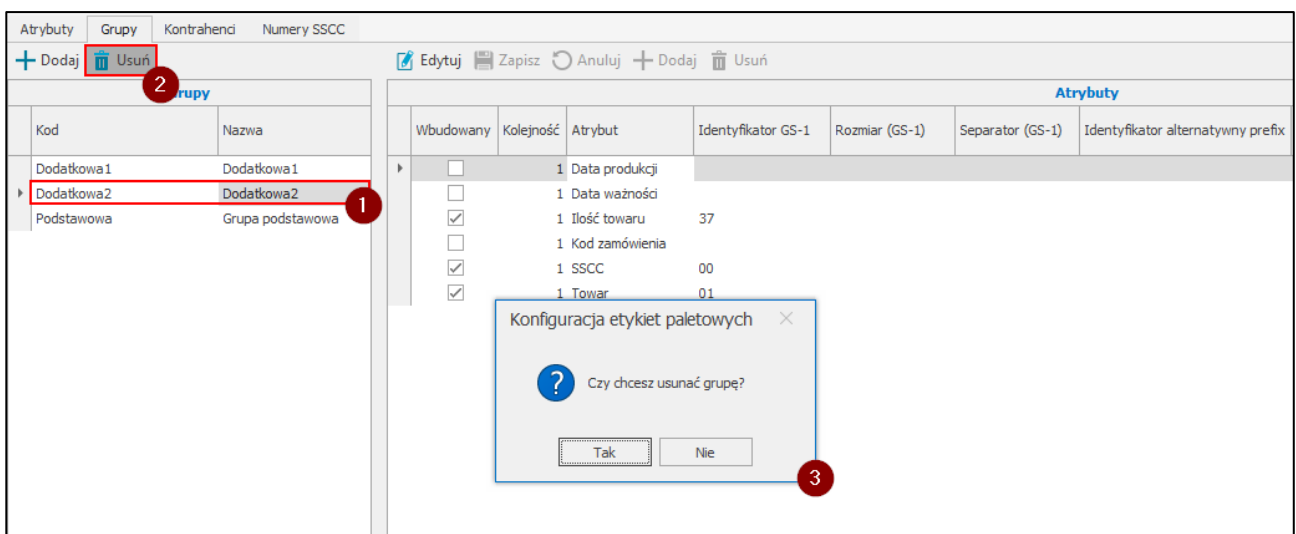 Atrybuty Grupy Kontrahenci Numery SSCC
Dodaj Usuń Edytuj Zapisz Anuluj Dodaj Usuń
2
rupy Atrybuty
Kod Nazwa Wbudowany Kolejność Atrybut Identyfikator GS-1 Rozmiar (GS-1) Separator (GS-1) Identyfikator alternatywny prefix
Dodatkowa1 Dodatkowa1 1 Data produkcji
Dodatkowa2 Dodatkowa2 1 Data ważności
1
Podstawowa Grupa podstawowa 1 Ilość towaru 37
1 Kod zamówienia
1 SSCC 00
1 Towar 01
Konfiguracja etykiet paletowych
Czy chcesz usunać grupę?
Tak Nie
3